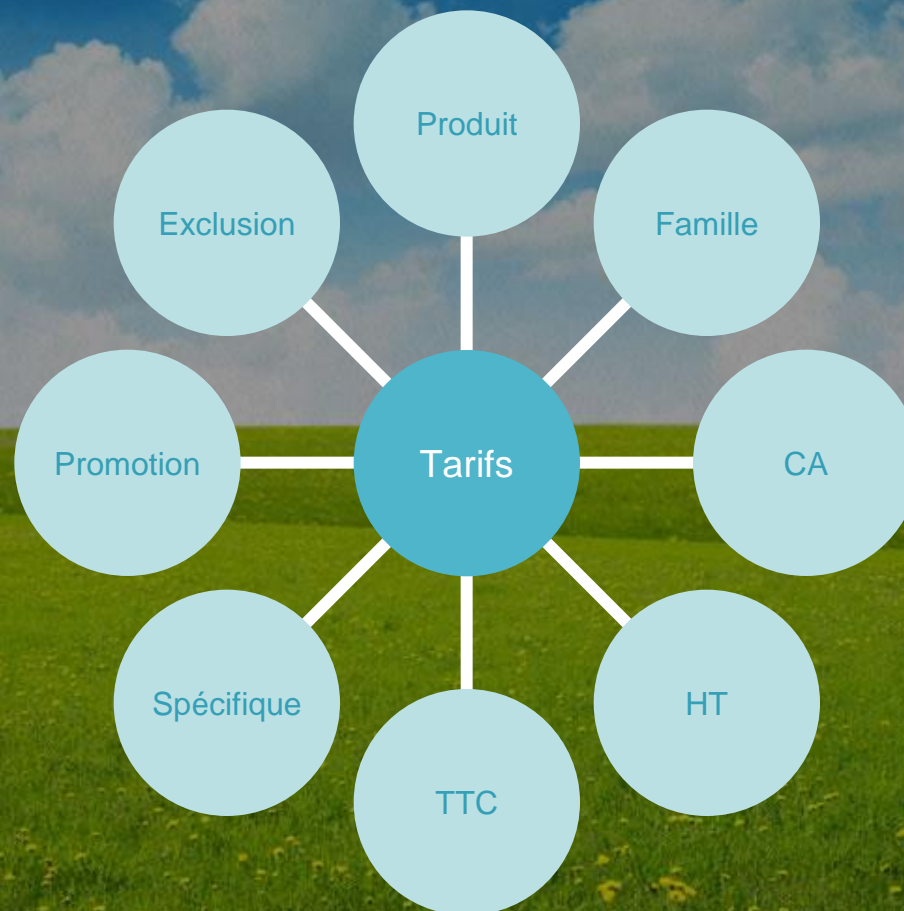 Produit
Exclusion
Famille
Promotion
Tarifs
CA
Spécifique
HT
TTC